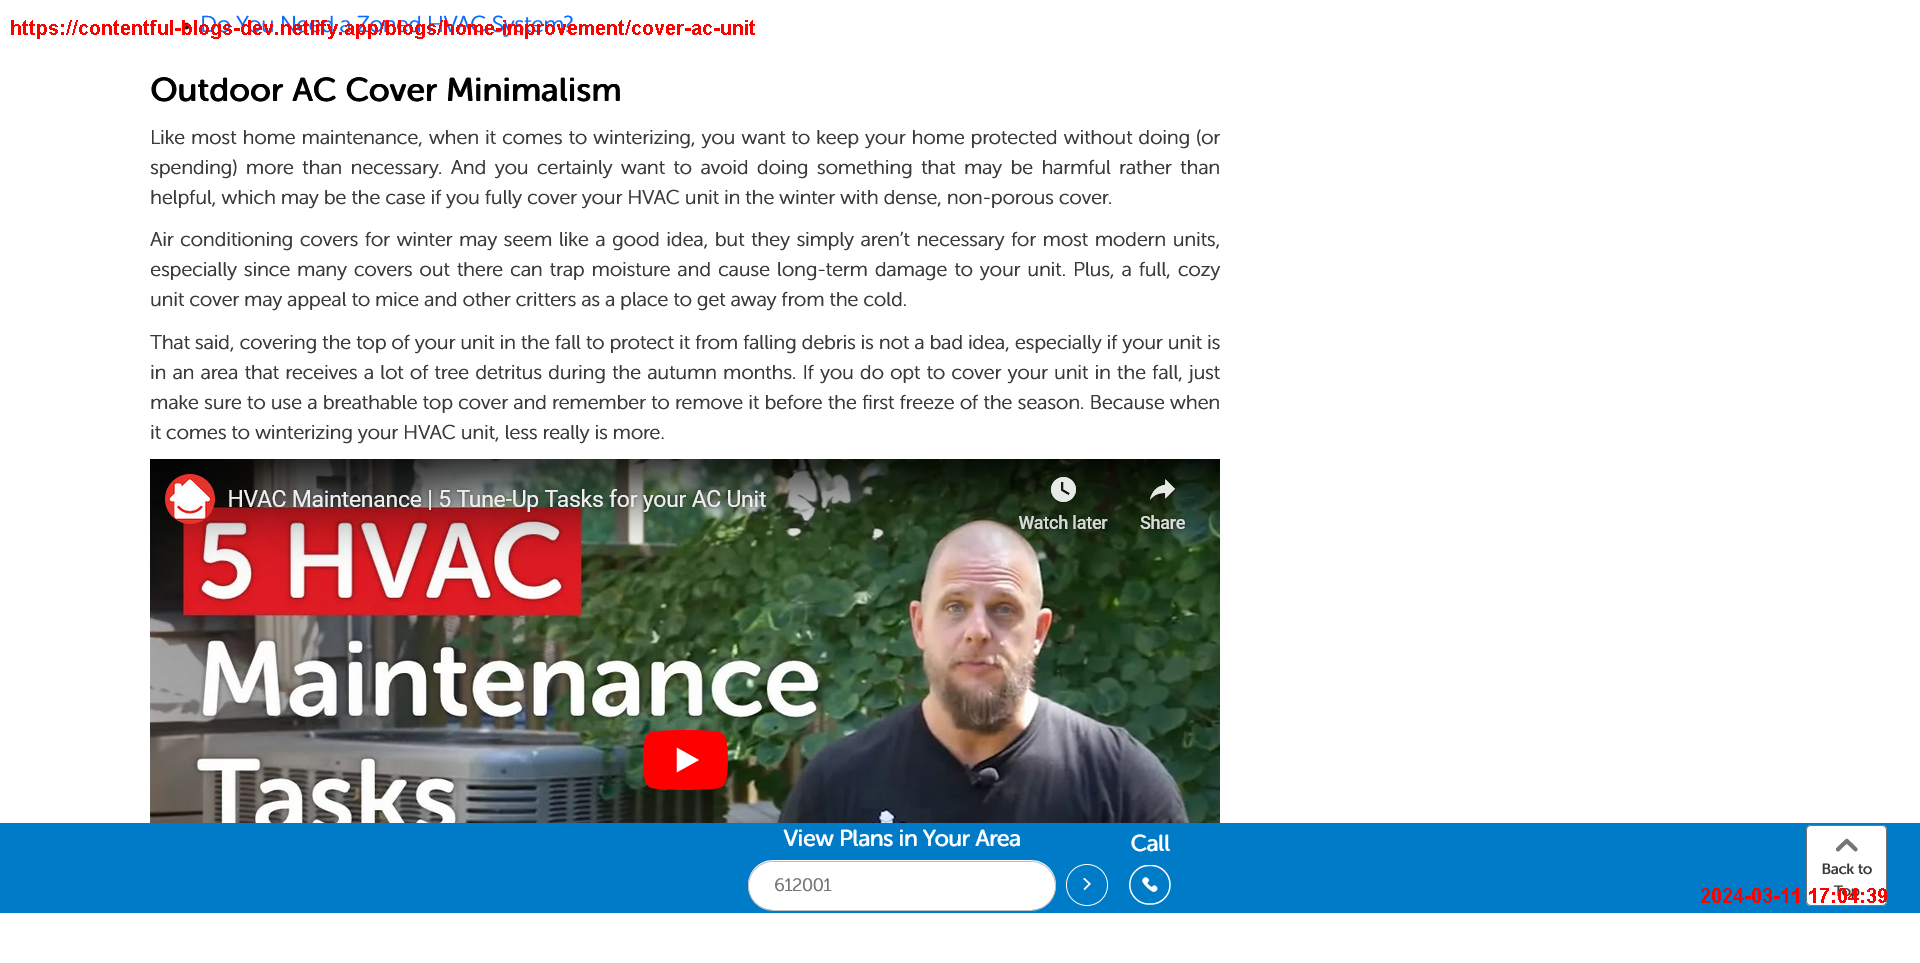 Do You Need a Zoned HVAC System?
https://contentful-blogs-dev.netlify.app/blogs/home-improvement/cover-ac-unit
Outdoor AC Cover Minimalism
Like most home maintenance, when it comes to winterizing, you want to keep your home protected without doing (or
spending) more than necessary. And you certainly want to avoid doing something that may be harmful rather than
helpful, which may be the case if you fully cover your HVAC unit in the winter with dense, non-porous cover.
Air conditioning covers for winter may seem like a good idea, but they simply aren’t necessary for most modern units,
especially since many covers out there can trap moisture and cause long-term damage to your unit. Plus, a full, cozy
unit cover may appeal to mice and other critters as a place to get away from the cold.
That said, covering the top of your unit in the fall to protect it from falling debris is not a bad idea, especially if your unit is
in an area that receives a lot of tree detritus during the autumn months. If you do opt to cover your unit in the fall, just
make sure to use a breathable top cover and remember to remove it before the first freeze of the season. Because when
it comes to winterizing your HVAC unit, less really is more.
HVAC Maintenance | 5 Tune-Up Tasks for your AC Unit
Watch later
Share
5 HVAC
Maintenance
Tasks
View Plans in Your Area
Call
612001
Back to
Top
2024-03-11 17:04:39